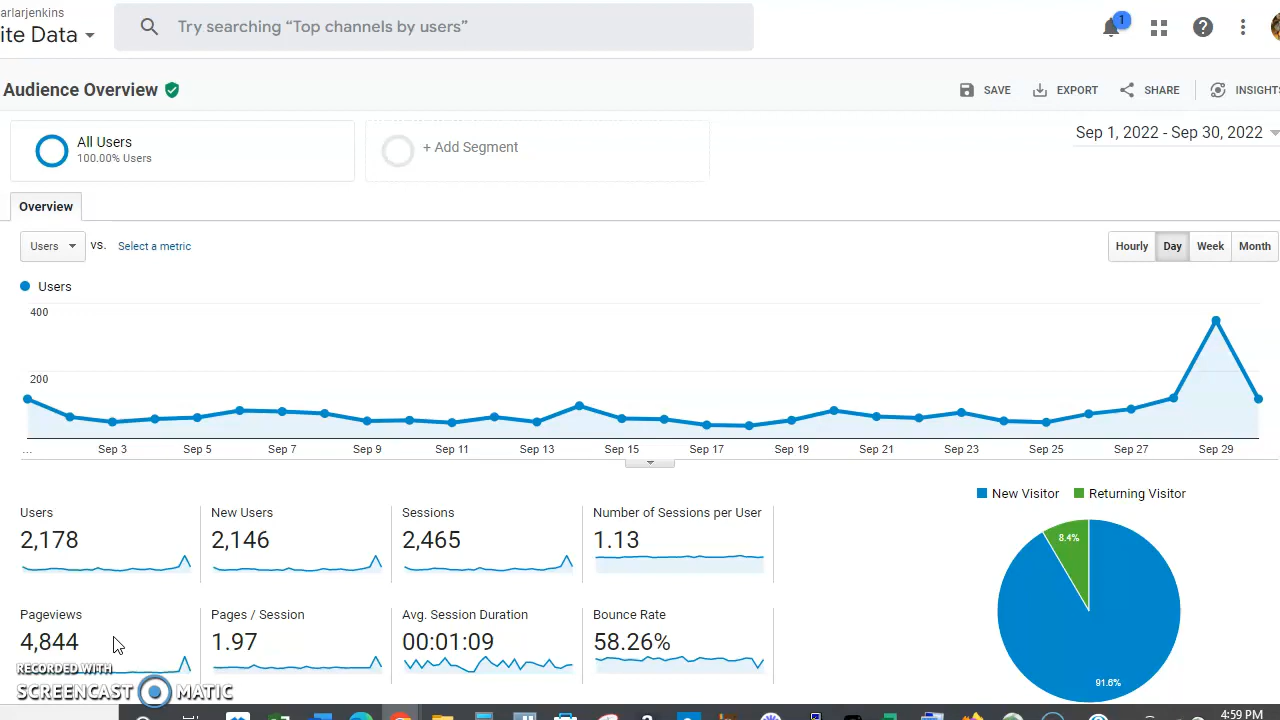 arlarjenkins
ite Data
Try searching “Top channels by users”
1
Audience Overview
SAVE
EXPORT
SHARE
INSIGHTS
All Users
100.00% Users
+ Add Segment
Sep 1, 2022 - Sep 30, 2022
Overview
Users
VS.
Select a metric
Hourly
Day
Week
Month
Users
400
200
...
Sep 3
Sep 5
Sep 7
Sep 9
Sep 11
Sep 13
Sep 15
Sep 17
Sep 19
Sep 21
Sep 23
Sep 25
Sep 27
Sep 29
New Visitor
Returning Visitor
Users
2,178
New Users
2,146
Sessions
2,465
Number of Sessions per User
1.13
8.4%
91.6%
Pageviews
4,844
Pages / Session
1.97
Avg. Session Duration
00:01:09
Bounce Rate
58.26%
RECORDED WITH
SCREENCAST MATIC
4:59 PM